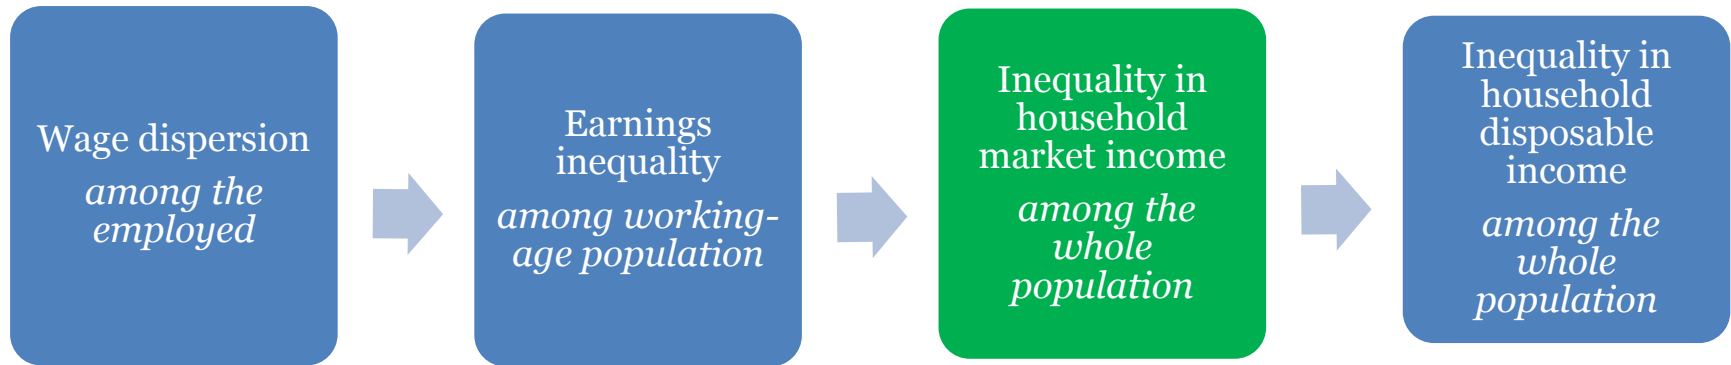 Wage dispersion
among the
employed
Earnings
inequality
among working-
age population
Inequality in
household
market income
among the
whole
population
Inequality in
household
disposable
income
among the
whole
population